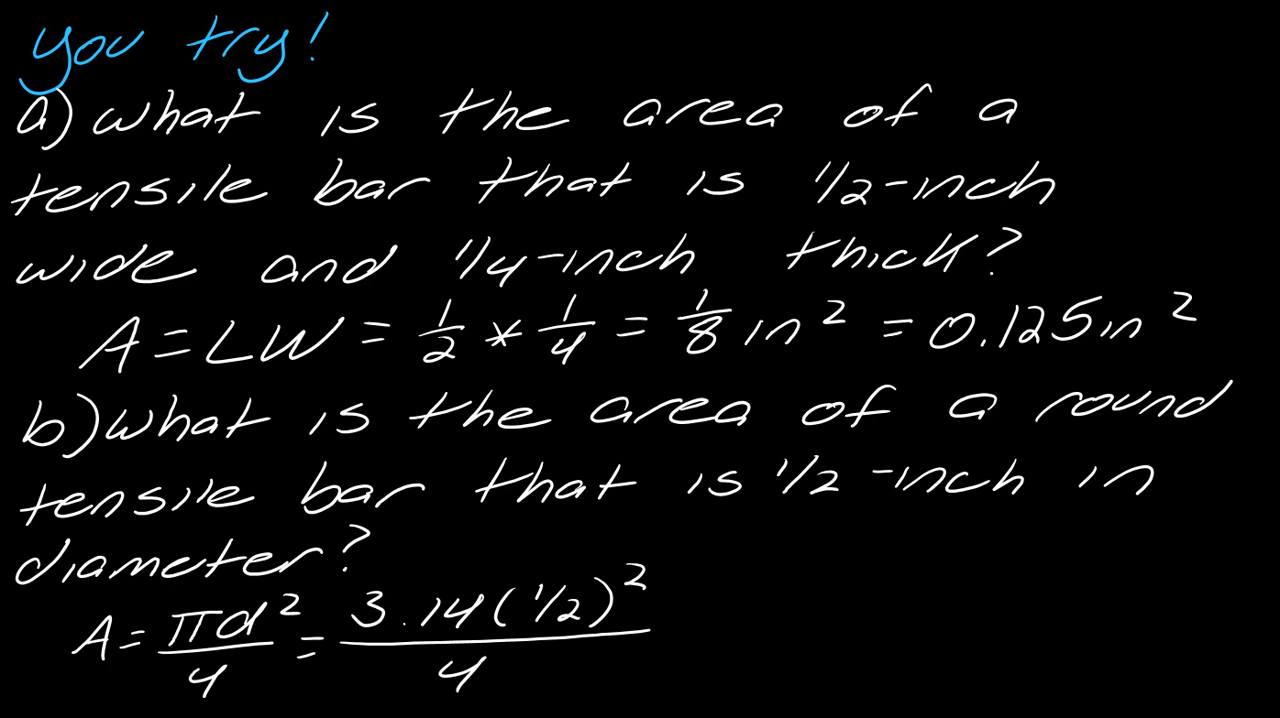 you try!
a) what is the area of a
tensile bar that is 1/2-inch
wide and 1/4-inch thick?
A = LW = 1/2 * 1/4 = 1/8 in² = 0.125in²
b) what is the area of a round
tensile bar that is 1/2-inch in
diameter?
A = πd²/4 = 3.14(1/2)²/4